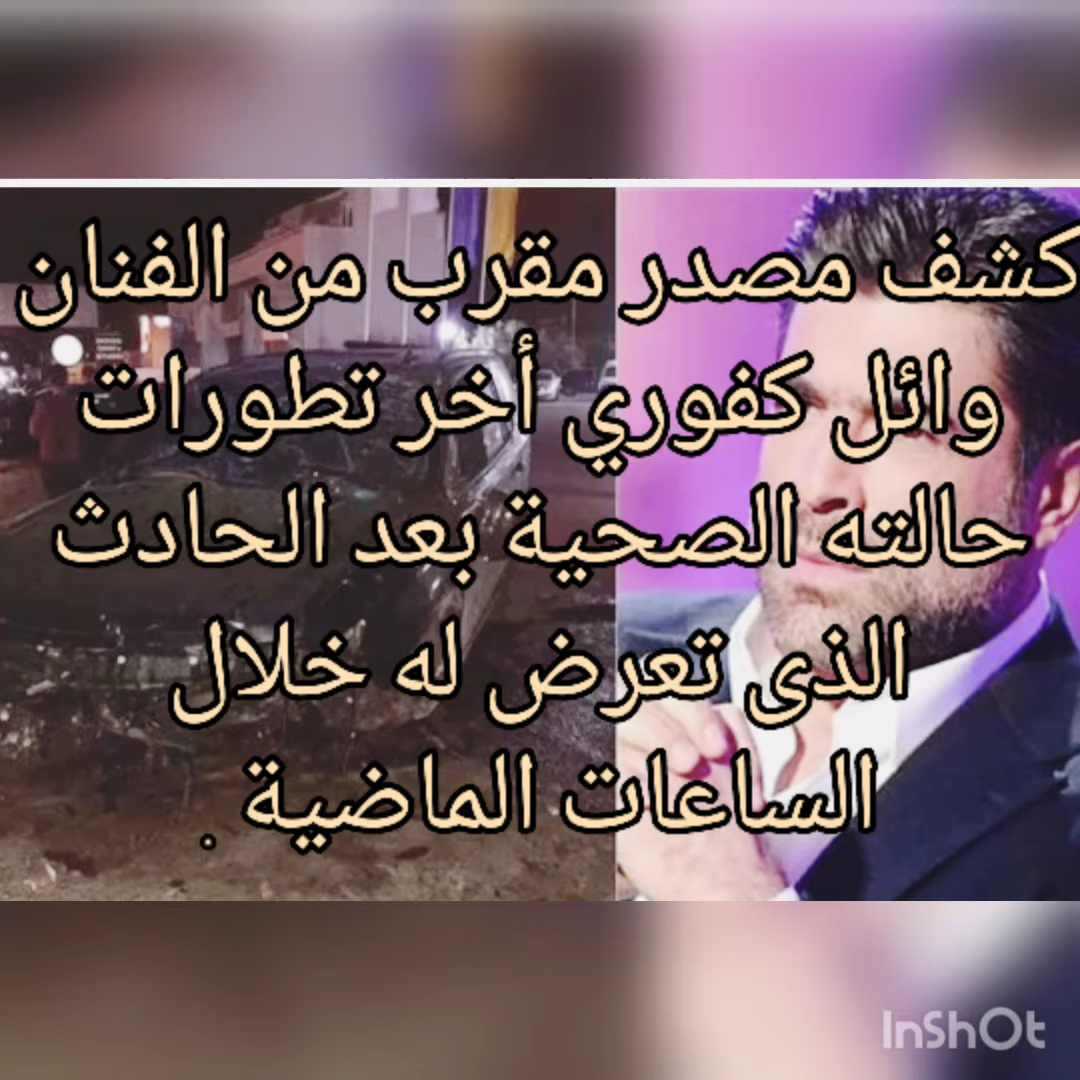 كشف مصدر مقرب من الفنان
وائل كفوري أخر تطورات
حالته الصحية بعد الحادث
الذى تعرض له خلال
الساعات الماضية .
InShOt